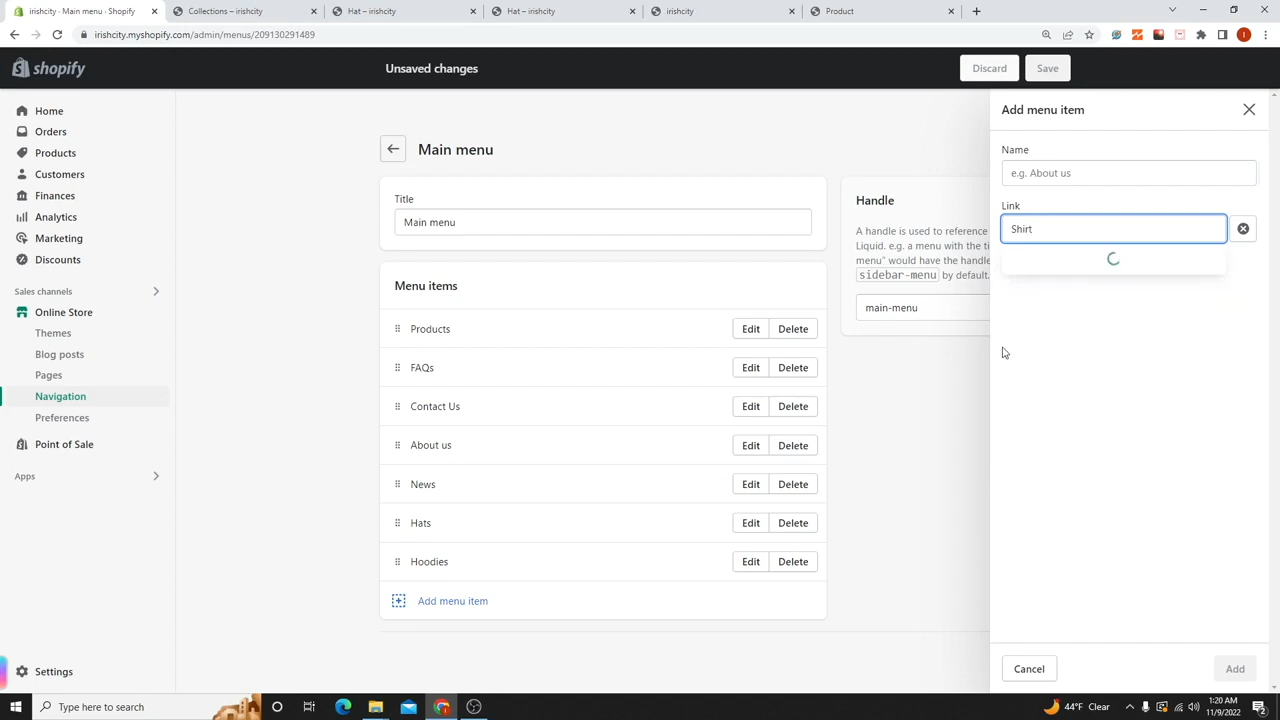 irishcity - Main menu - Shopify
Collections – irishcity
Hat – irishcity
Hat – irishcity
irishcity
Product
irishcity.myshopify.com/admin/menus/209130291489
shopify
Unsaved changes
Discard
Save
Home
Orders
Products
Customers
Finances
Analytics
Marketing
Discounts
Sales channels
Online Store
Themes
Blog posts
Pages
Navigation
Preferences
Point of Sale
Apps
Settings
Main menu
Title
Main menu
Menu items
Products Edit Delete
FAQs Edit Delete
Contact Us Edit Delete
About us Edit Delete
News Edit Delete
Hats Edit Delete
Hoodies Edit Delete
Add menu item
Handle
A handle is used to reference
Liquid. e.g. a menu with the ti
menu" would have the handle
sidebar-menu by default.
main-menu
Add menu item
Name
e.g. About us
Link
Shirt
Cancel
Add
Type here to search
44°F Clear
1:20 AM
11/9/2022